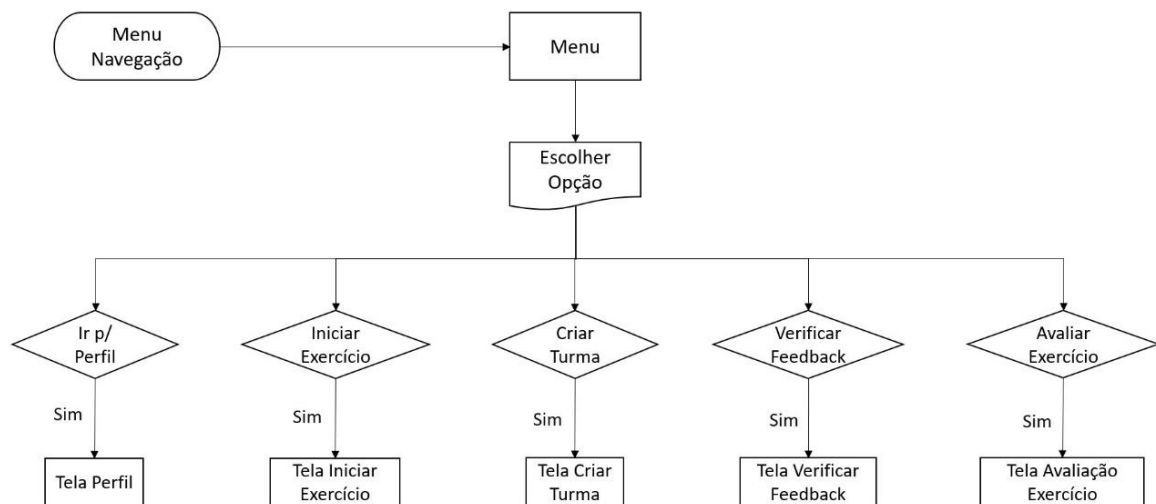 Menu
Navegação
Menu
Escolher
Opção
Ir p/
Perfil
Iniciar
Exercício
Criar
Turma
Verificar
Feedback
Avaliar
Exercício
Sim
Sim
Sim
Sim
Sim
Tela Perfil
Tela Iniciar
Exercício
Tela Criar
Turma
Tela Verificar
Feedback
Tela Avaliação
Exercício